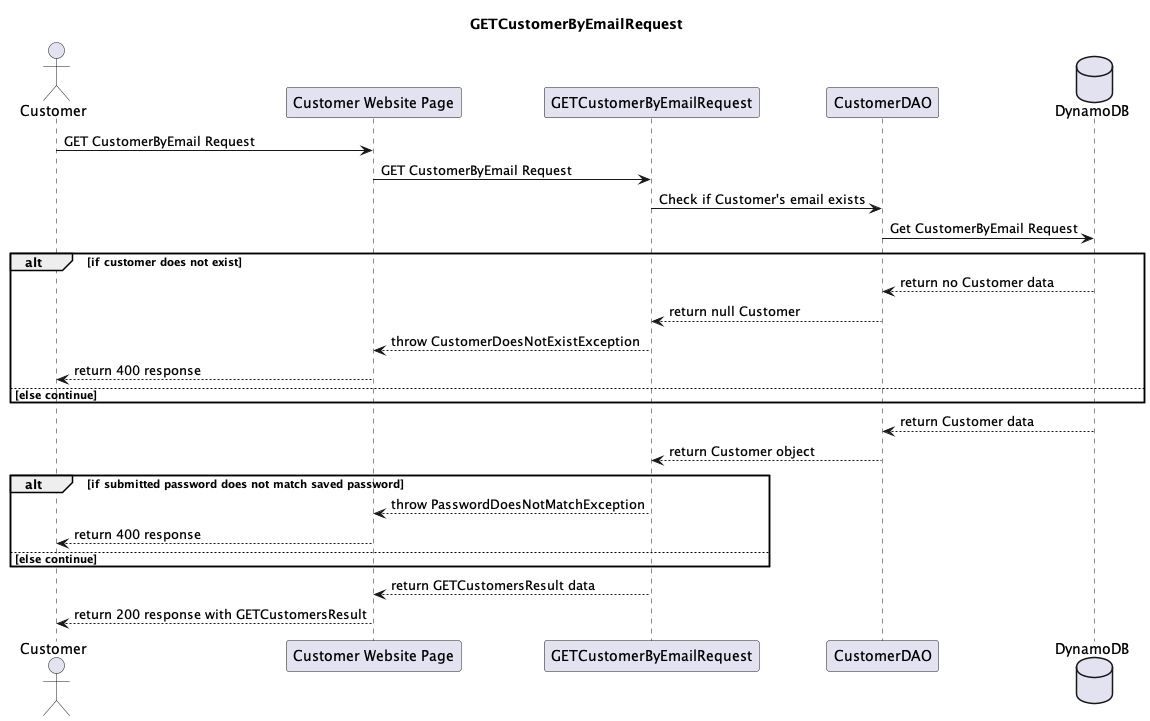 GETCustomerByEmailRequest
Customer
Customer Website Page
GETCustomerByEmailRequest
CustomerDAO
DynamoDB
GET CustomerByEmail Request
GET CustomerByEmail Request
Check if Customer's email exists
Get CustomerByEmail Request
alt [if customer does not exist]
return no Customer data
return null Customer
throw CustomerDoesNotExistException
return 400 response
[else continue]
return Customer data
return Customer object
alt [if submitted password does not match saved password]
throw PasswordDoesNotMatchException
return 400 response
[else continue]
return GETCustomersResult data
return 200 response with GETCustomersResult
Customer
Customer Website Page
GETCustomerByEmailRequest
CustomerDAO
DynamoDB